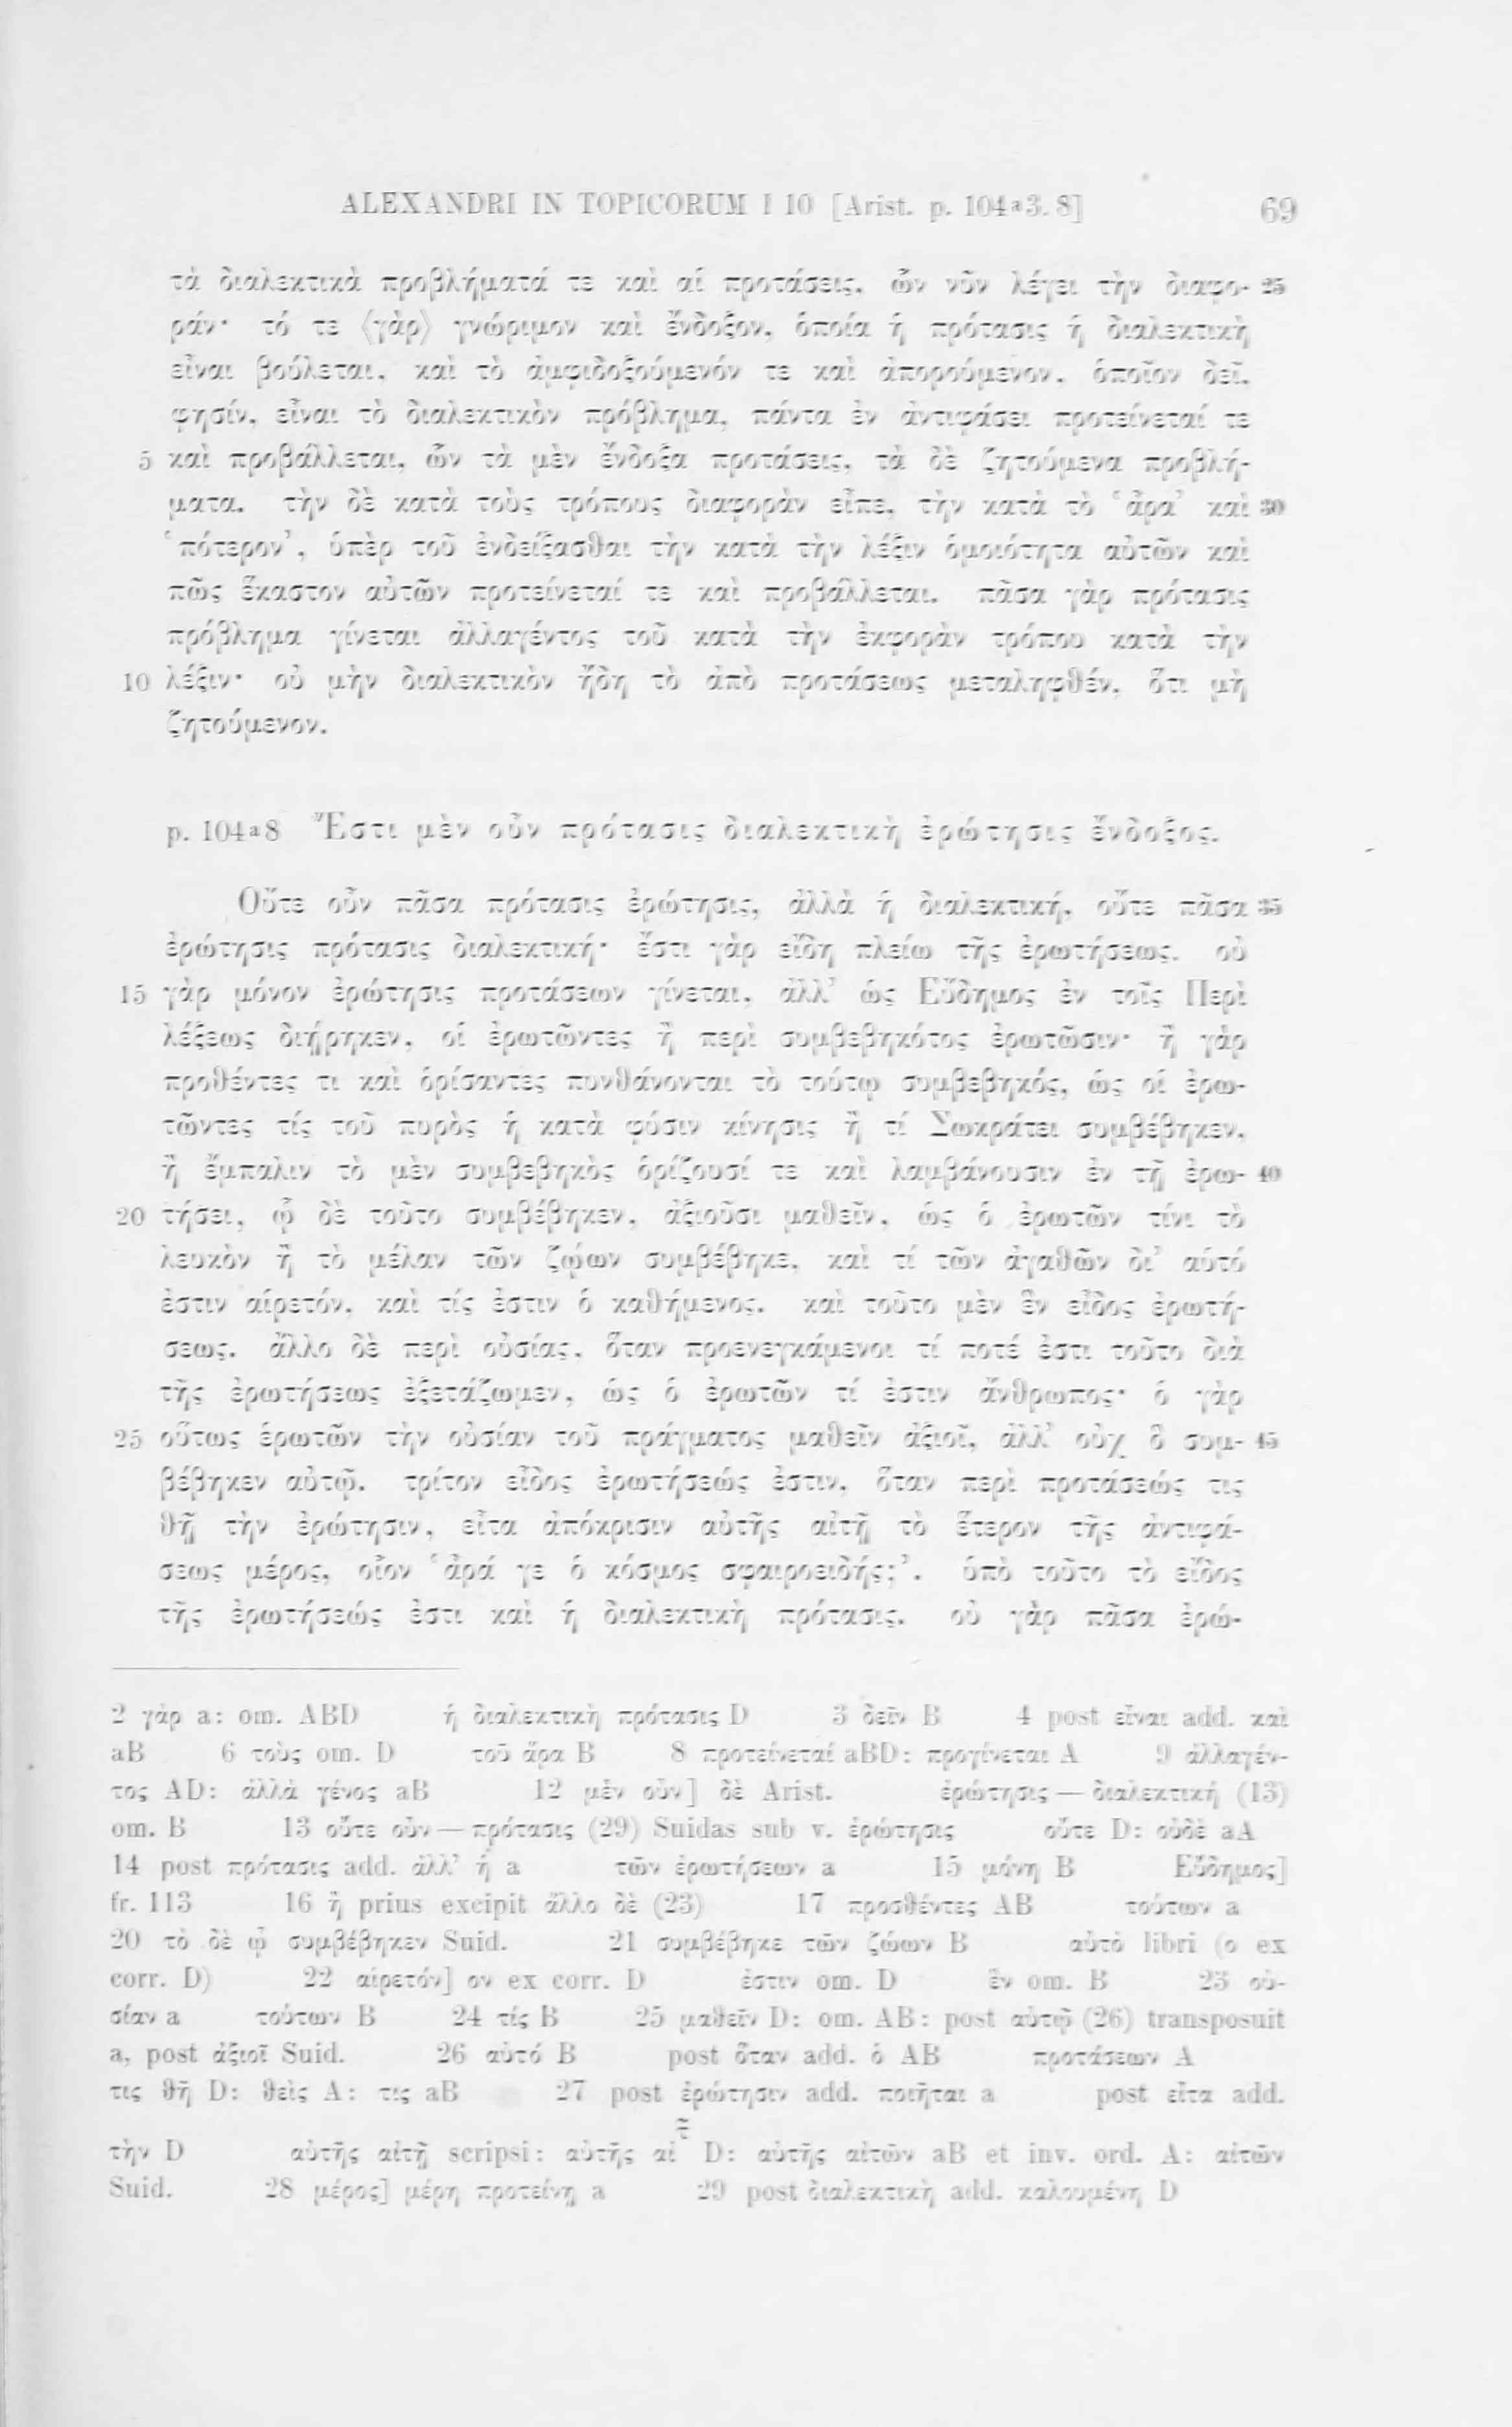 ALEXANDRI IN TOPICORUM I 10 [Arist. p. 104ª3. 8] 69
τὰ διαλεκτικὰ προβλήματά τε καὶ αἱ προτάσεις, ὧν νῦν λέγει τὴν διαφο- 25
ράν· τό τε ⟨γὰρ⟩ γνώριμον καὶ ἔνδοξον, ὁποία ἡ πρότασις ἡ διαλεκτικὴ
εἶναι βούλεται, καὶ τὸ ἀμφιδοξούμενόν τε καὶ ἀπορούμενον, ὁποῖον δεῖ,
φησίν, εἶναι τὸ διαλεκτικὸν πρόβλημα, πάντα ἐν ἀντιφάσει προτείνεταί τε
5 καὶ προβάλλεται, ὧν τὰ μὲν ἔνδοξα προτάσεις, τὰ δὲ ζητούμενα προβλή-
ματα. τὴν δὲ κατὰ τοὺς τρόπους διαφορὰν εἶπε, τὴν κατὰ τὸ ‘ἆρα’ καὶ 30
‘πότερον’, ὑπὲρ τοῦ ἐνδείξασθαι τὴν κατὰ τὴν λέξιν ὁμοιότητα αὐτῶν καὶ
πῶς ἕκαστον αὐτῶν προτείνεταί τε καὶ προβάλλεται. πᾶσα γὰρ πρότασις
πρόβλημα γίνεται ἀλλαγέντος τοῦ κατὰ τὴν ἐκφορὰν τρόπου κατὰ τὴν
10 λέξιν· οὐ μὴν διαλεκτικὸν ἤδη τὸ ἀπὸ προτάσεως μεταληφθέν, ὅτι μὴ
ζητούμενον.
p. 104ª8 Ἔστι μὲν οὖν πρότασις διαλεκτικὴ ἐρώτησις ἔνδοξος.
Οὔτε οὖν πᾶσα πρότασις ἐρώτησις, ἀλλὰ ἡ διαλεκτική, οὔτε πᾶσα 35
ἐρώτησις πρότασις διαλεκτική· ἔστι γὰρ εἴδη πλείω τῆς ἐρωτήσεως. οὐ
15 γὰρ μόνον ἐρώτησις προτάσεων γίνεται, ἀλλ’ ὡς Εὔδημος ἐν τοῖς Περὶ
λέξεως διῄρηκεν, οἱ ἐρωτῶντες ἢ περὶ συμβεβηκότος ἐρωτῶσιν· ἢ γὰρ
προθέντες τι καὶ ὁρίσαντες πυνθάνονται τὸ τούτῳ συμβεβηκός, ὡς οἱ ἐρω-
τῶντες τίς τοῦ πυρὸς ἡ κατὰ φύσιν κίνησις ἢ τί Σωκράτει συμβέβηκεν,
ἢ ἔμπαλιν τὸ μὲν συμβεβηκὸς ὁρίζουσί τε καὶ λαμβάνουσιν ἐν τῇ ἐρω- 40
20 τήσει, ᾧ δὲ τοῦτο συμβέβηκεν, ἀξιοῦσι μαθεῖν, ὡς ὁ ἐρωτῶν τίνι τὸ
λευκὸν ἢ τὸ μέλαν τῶν ζῴων συμβέβηκε, καὶ τί τῶν ἀγαθῶν δι’ αὑτό
ἐστιν αἱρετόν, καὶ τίς ἐστιν ὁ καθήμενος. καὶ τοῦτο μὲν ἓν εἶδος ἐρωτή-
σεως. ἄλλο δὲ περὶ οὐσίας, ὅταν προενεγκάμενοι τί ποτέ ἐστι τοῦτο διὰ
τῆς ἐρωτήσεως ἐξετάζωμεν, ὡς ὁ ἐρωτῶν τί ἐστιν ἄνθρωπος· ὁ γὰρ
25 οὕτως ἐρωτῶν τὴν οὐσίαν τοῦ πράγματος μαθεῖν ἀξιοῖ, ἀλλ’ οὐχ ὃ συμ- 45
βέβηκεν αὐτῷ. τρίτον εἶδος ἐρωτήσεώς ἐστιν, ὅταν περὶ προτάσεώς τις
θῇ τὴν ἐρώτησιν, εἶτα ἀπόκρισιν αὐτῆς αἰτῇ τὸ ἕτερον τῆς ἀντιφά-
σεως μέρος, οἷον ‘ἆρά γε ὁ κόσμος σφαιροειδής;’. ὑπὸ τοῦτο τὸ εἶδος
τῆς ἐρωτήσεώς ἐστι καὶ ἡ διαλεκτικὴ πρότασις. οὐ γὰρ πᾶσα ἐρώ-
2 γὰρ a: om. ABD ἡ διαλεκτικὴ πρότασις D 3 δεῖν B 4 post εἶναι add. καὶ
aB 6 τοὺς om. D τοῦ ἆρα B 8 προτείνεταί aBD: προγίνεται A 9 ἀλλαγέν-
τος AD: ἀλλὰ γένος aB 12 μὲν οὖν] δὲ Arist. ἐρώτησις — διαλεκτική (13)
om. B 13 οὔτε οὖν — πρότασις (29) Suidas sub v. ἐρώτησις οὔτε D: οὐδὲ aA
14 post πρότασις add. ἀλλ’ ἡ a τῶν ἐρωτήσεων a 15 μόνη B Εὔδημος]
fr. 113 16 ἢ prius excipit ἄλλο δὲ (23) 17 προσθέντες AB τούτων a
20 τὸ δὲ ᾧ συμβέβηκεν Suid. 21 συμβέβηκε τῶν ζῴων B αὐτὸ libri (ο ex
corr. D) 22 αἱρετόν] ον ex corr. D ἐστιν om. D ἓν om. B 23 οὐ-
σίαν a τούτων B 24 τίς B 25 μαθεῖν D: om. AB: post αὐτῷ (26) transposuit
a, post ἀξιοῖ Suid. 26 αὐτό B post ὅταν add. ὁ AB προτάσεων A
τις θῇ D: θεὶς A: τις aB 27 post ἐρώτησιν add. ποιῆται a post εἶτα add.
τὴν D αὐτῆς αἰτῇ scripsi: αὐτῆς αἰ D: αὐτῆς αἰτῶν aB et inv. ord. A: αἰτῶν
Suid. 28 μέρος] μέρη προτείνῃ a 29 post διαλεκτικὴ add. καλουμένη D